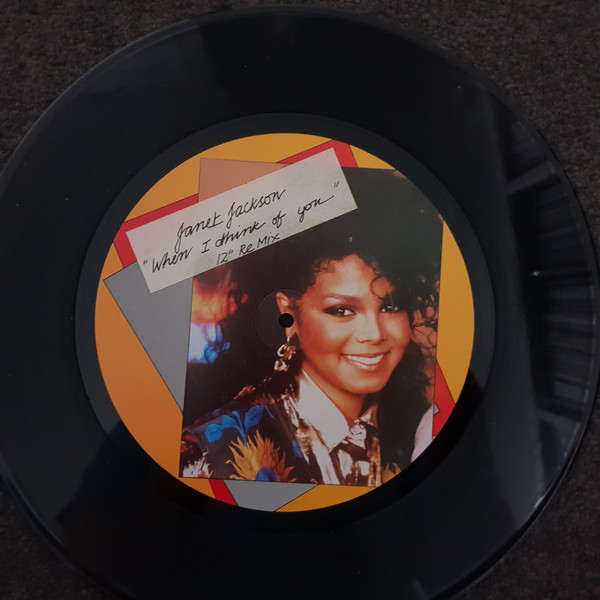 Janet Jackson
"When I think of you"
12" ReMix